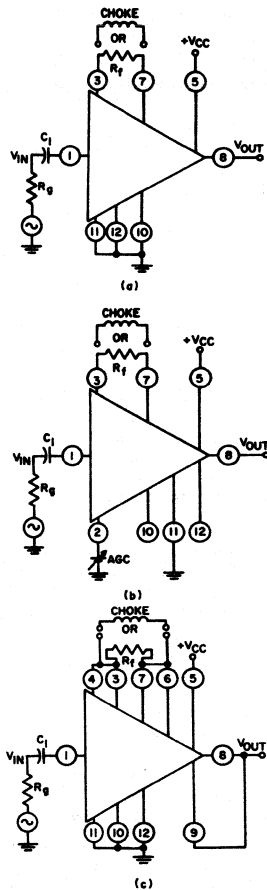 CHOKE
OR
Rf
+VCC
3 7 5
VIN C1 1 8 VOUT
Rg
11 12 10
(a)
CHOKE
OR
Rf
+VCC
3 7 5
VIN C1 1 8 VOUT
Rg
2 10 11 12
AGC
(b)
CHOKE
OR
Rf
+VCC
4 3 7 6 5
VIN C1 1 8 VOUT
Rg
11 10 12 9
(c)